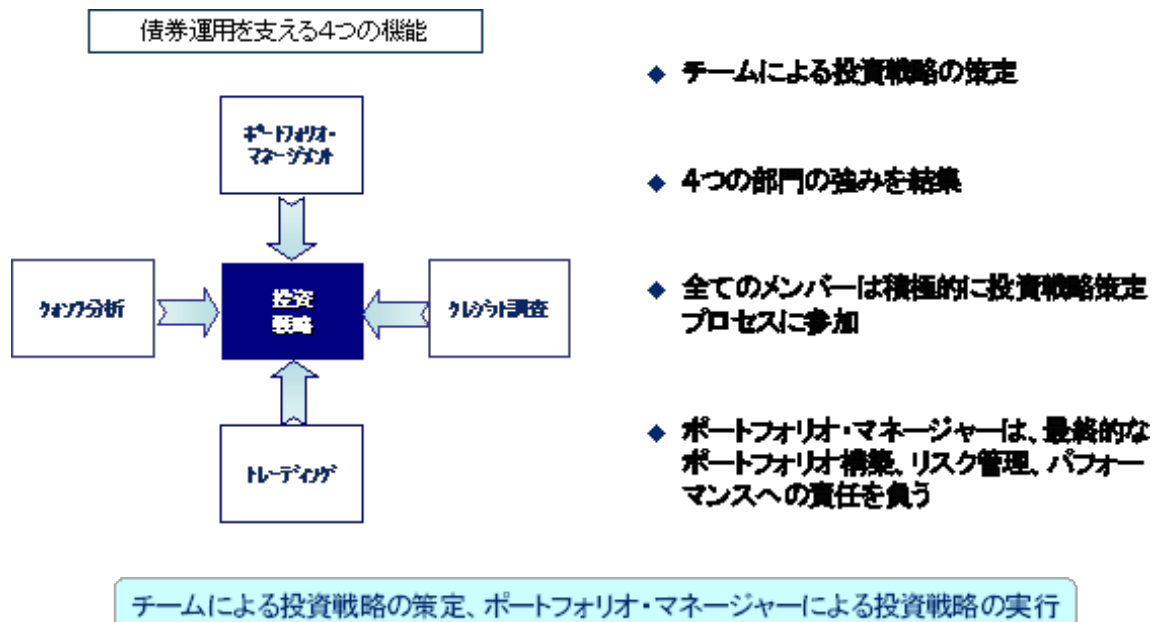 債券運用を支える4つの機能
ﾎﾟｰﾄﾌｫﾘｵ・
ﾏﾈｰｼﾞﾒﾝﾄ
ｸｫﾝﾂ分析
投資
戦略
ｸﾚｼﾞｯﾄ調査
ﾄﾚｰﾃﾞｨﾝｸﾞ
◆ チームによる投資戦略の策定
◆ 4つの部門の強みを結集
◆ 全てのメンバーは積極的に投資戦略策定
プロセスに参加
◆ ポートフォリオ・マネージャーは、最終的な
ポートフォリオ構築、リスク管理、パフォー
マンスへの責任を負う
チームによる投資戦略の策定、ポートフォリオ・マネージャーによる投資戦略の実行